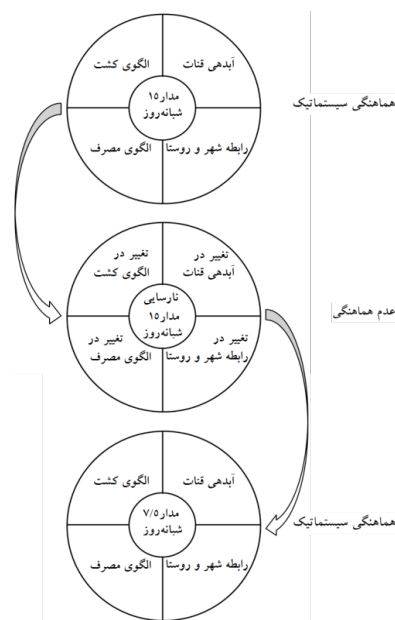 آبدهی قنات
الگوی کشت
مدار ۱۵
شبانه‌روز
هماهنگی سیستماتیک
رابطه شهر و روستا
الگوی مصرف
تغییر در
آبدهی قنات
تغییر در
الگوی کشت
نارسایی
مدار ۱۵
شبانه‌روز
عدم هماهنگی
تغییر در
رابطه شهر و روستا
تغییر در
الگوی مصرف
آبدهی قنات
الگوی کشت
مدار ۷/۵
شبانه‌روز
هماهنگی سیستماتیک
رابطه شهر و روستا
الگوی مصرف